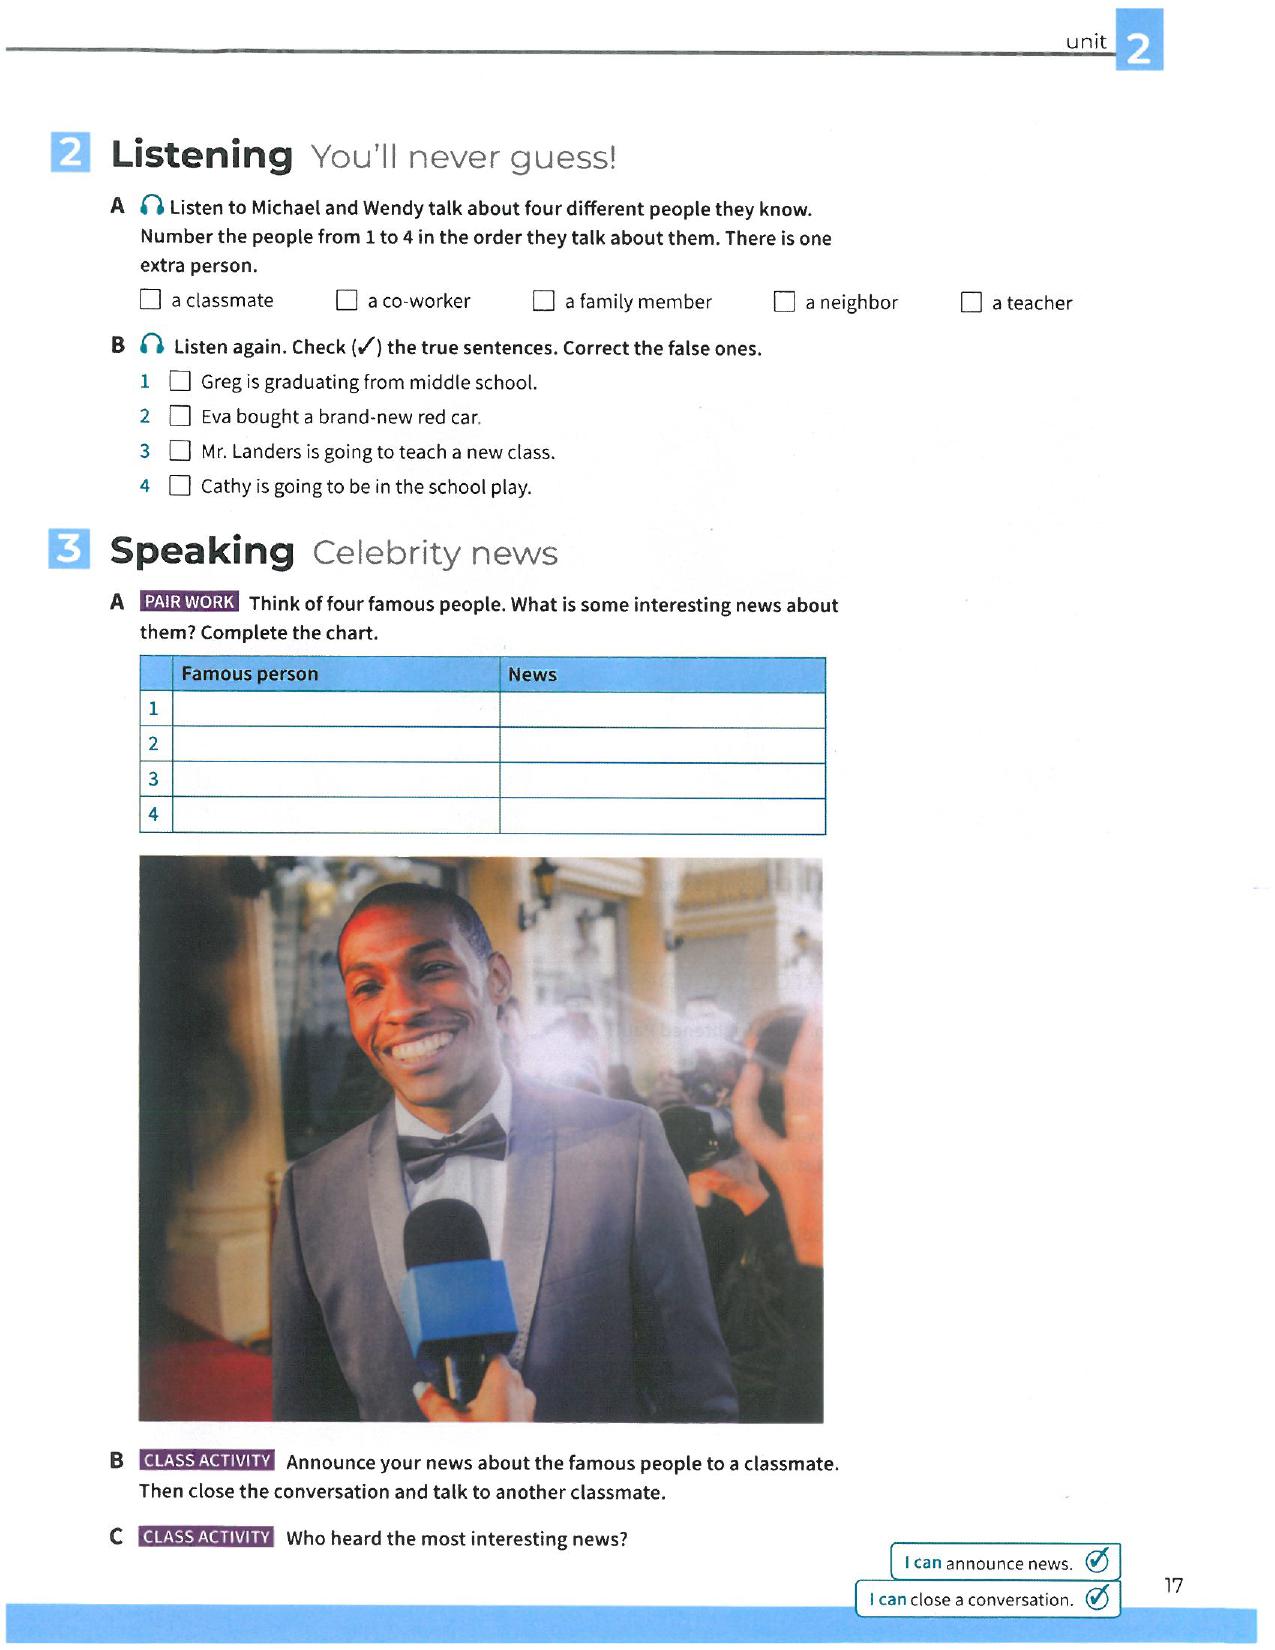 unit 2
2 Listening You'll never guess!
A Listen to Michael and Wendy talk about four different people they know.
Number the people from 1 to 4 in the order they talk about them. There is one
extra person.
a classmate a co-worker a family member a neighbor a teacher
B Listen again. Check (✓) the true sentences. Correct the false ones.
1 Greg is graduating from middle school.
2 Eva bought a brand-new red car.
3 Mr. Landers is going to teach a new class.
4 Cathy is going to be in the school play.
3 Speaking Celebrity news
A PAIR WORK Think of four famous people. What is some interesting news about
them? Complete the chart.
Famous person News
1
2
3
4
B CLASS ACTIVITY Announce your news about the famous people to a classmate.
Then close the conversation and talk to another classmate.
C CLASS ACTIVITY Who heard the most interesting news?
I can announce news.
I can close a conversation.
17